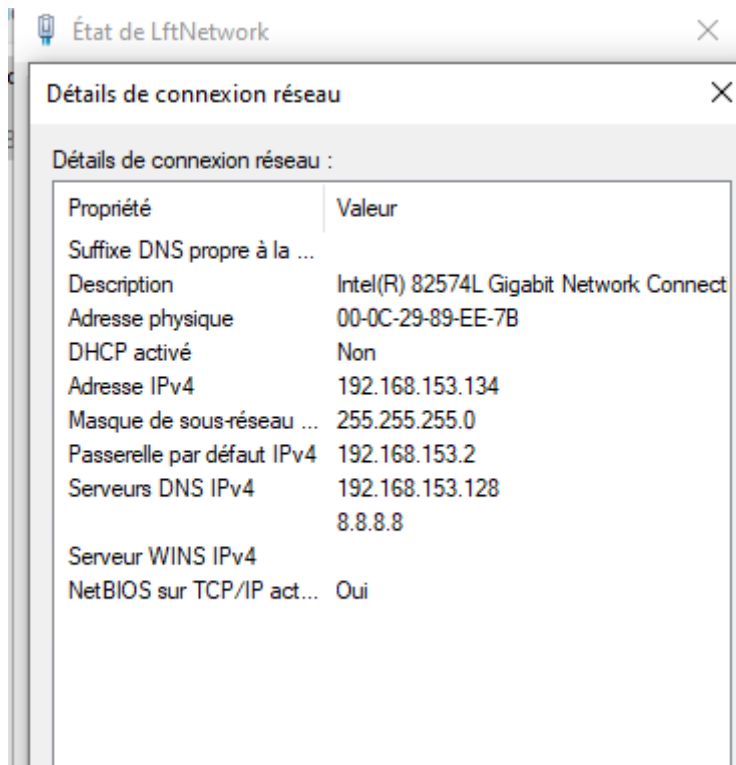 État de LftNetwork
Détails de connexion réseau
Détails de connexion réseau :
Propriété Valeur
Suffixe DNS propre à la ...
Description Intel(R) 82574L Gigabit Network Connect
Adresse physique 00-0C-29-89-EE-7B
DHCP activé Non
Adresse IPv4 192.168.153.134
Masque de sous-réseau ... 255.255.255.0
Passerelle par défaut IPv4 192.168.153.2
Serveurs DNS IPv4 192.168.153.128
8.8.8.8
Serveur WINS IPv4
NetBIOS sur TCP/IP act... Oui